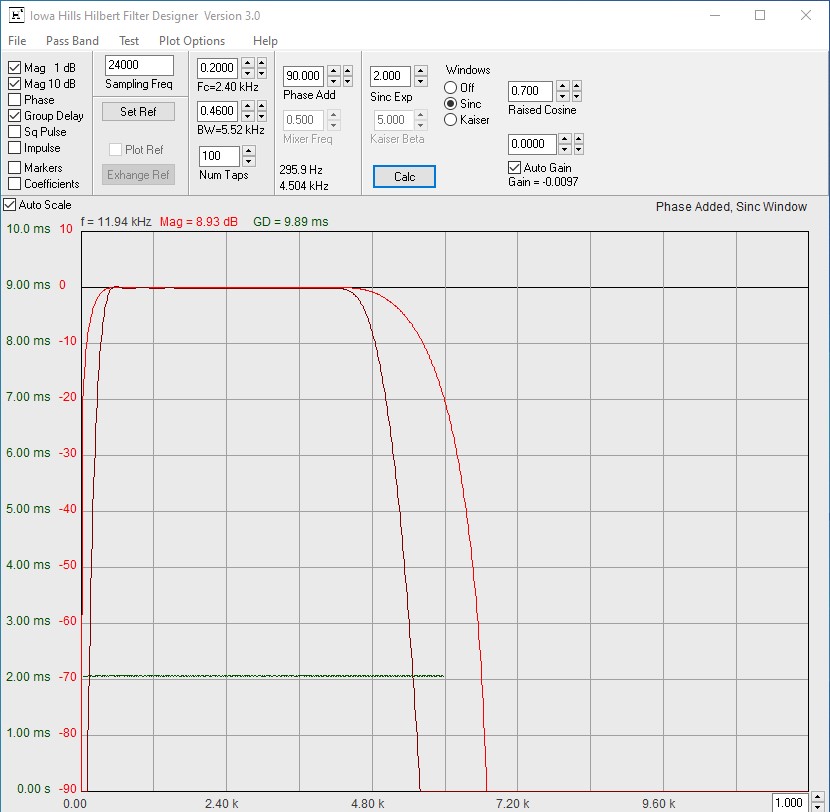 Iowa Hills Hilbert Filter Designer Version 3.0
File Pass Band Test Plot Options Help
Mag 1 dB
Mag 10 dB
Phase
Group Delay
Sq Pulse
Impulse
Markers
Coefficients
24000
Sampling Freq
Set Ref
Plot Ref
Exhange Ref
0.2000
Fc=2.40 kHz
0.4600
BW=5.52 kHz
100
Num Taps
90.000
Phase Add
0.500
Mixer Freq
295.9 Hz
4.504 kHz
2.000
Sinc Exp
5.000
Kaiser Beta
Calc
Windows
Off
Sinc
Kaiser
0.700
Raised Cosine
0.0000
Auto Gain
Gain = -0.0097
Auto Scale
Phase Added, Sinc Window
f = 11.94 kHz Mag = 8.93 dB GD = 9.89 ms
10.0 ms 10
9.00 ms 0
8.00 ms -10
7.00 ms -20
6.00 ms -30
5.00 ms -40
4.00 ms -50
3.00 ms -60
2.00 ms -70
1.00 ms -80
0.00 s -90
0.00 2.40 k 4.80 k 7.20 k 9.60 k
1.000